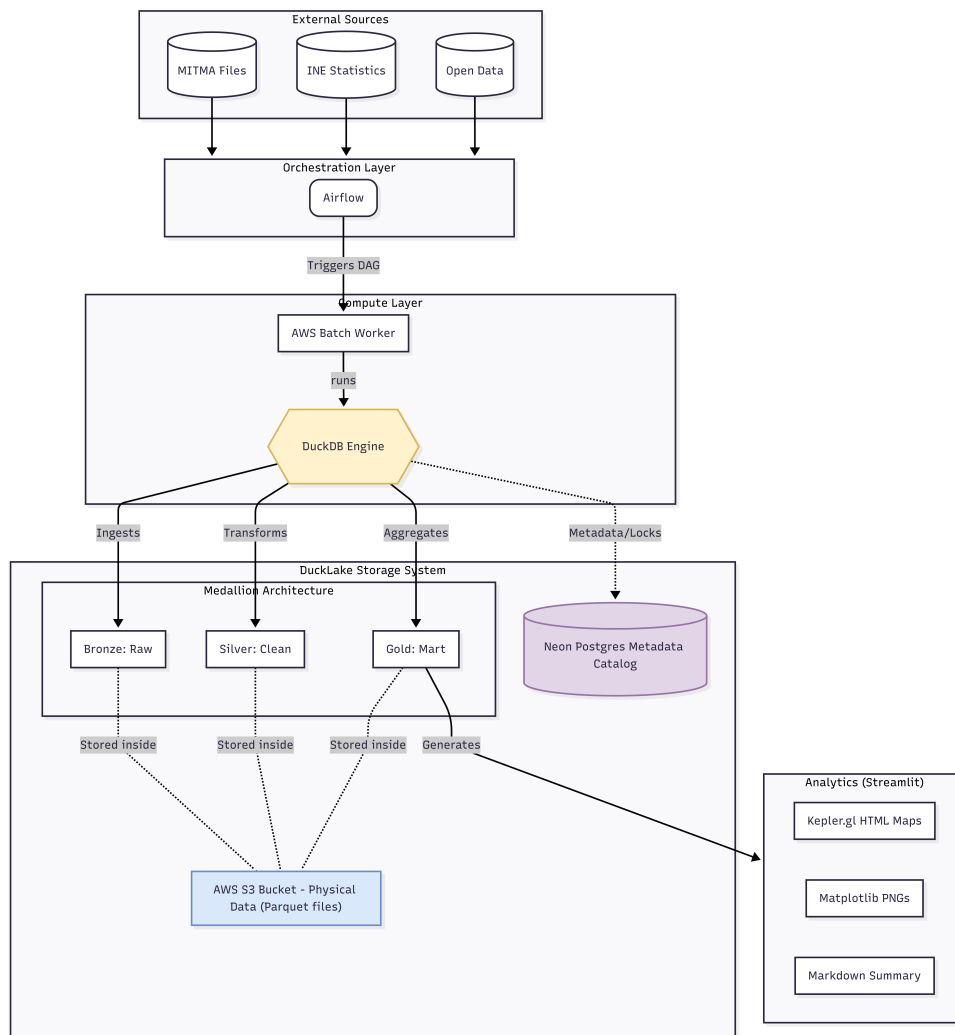 External Sources
MITMA Files
INE Statistics
Open Data
Orchestration Layer
Airflow
Triggers DAG
Compute Layer
AWS Batch Worker
runs
DuckDB Engine
Ingests
Transforms
Aggregates
Metadata/Locks
DuckLake Storage System
Medallion Architecture
Bronze: Raw
Silver: Clean
Gold: Mart
Neon Postgres Metadata
Catalog
Stored inside
Stored inside
Stored inside
Generates
Analytics (Streamlit)
Kepler.gl HTML Maps
Matplotlib PNGs
Markdown Summary
AWS S3 Bucket - Physical
Data (Parquet files)